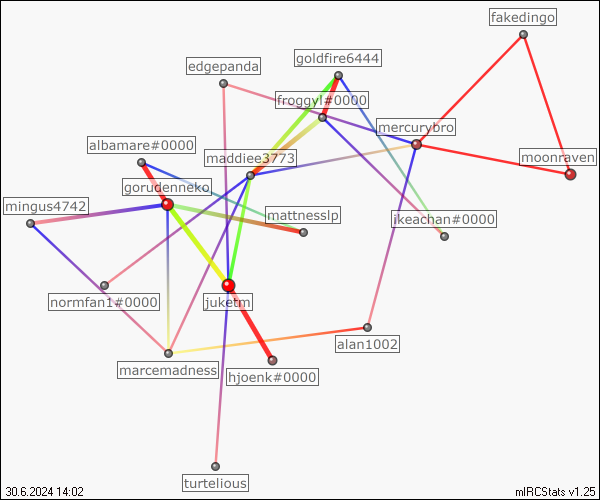 fakedingo
goldfire6444
edgepanda
froggyl#0000
mercurybro
albamare#0000
maddiee3773
moonraven
gorudenneko
mingus4742
mattnesslp
ikeachan#0000
normfan1#0000
juketm
alan1002
marcemadness
hjoenk#0000
turtelious
30.6.2024 14:02
mIRCStats v1.25